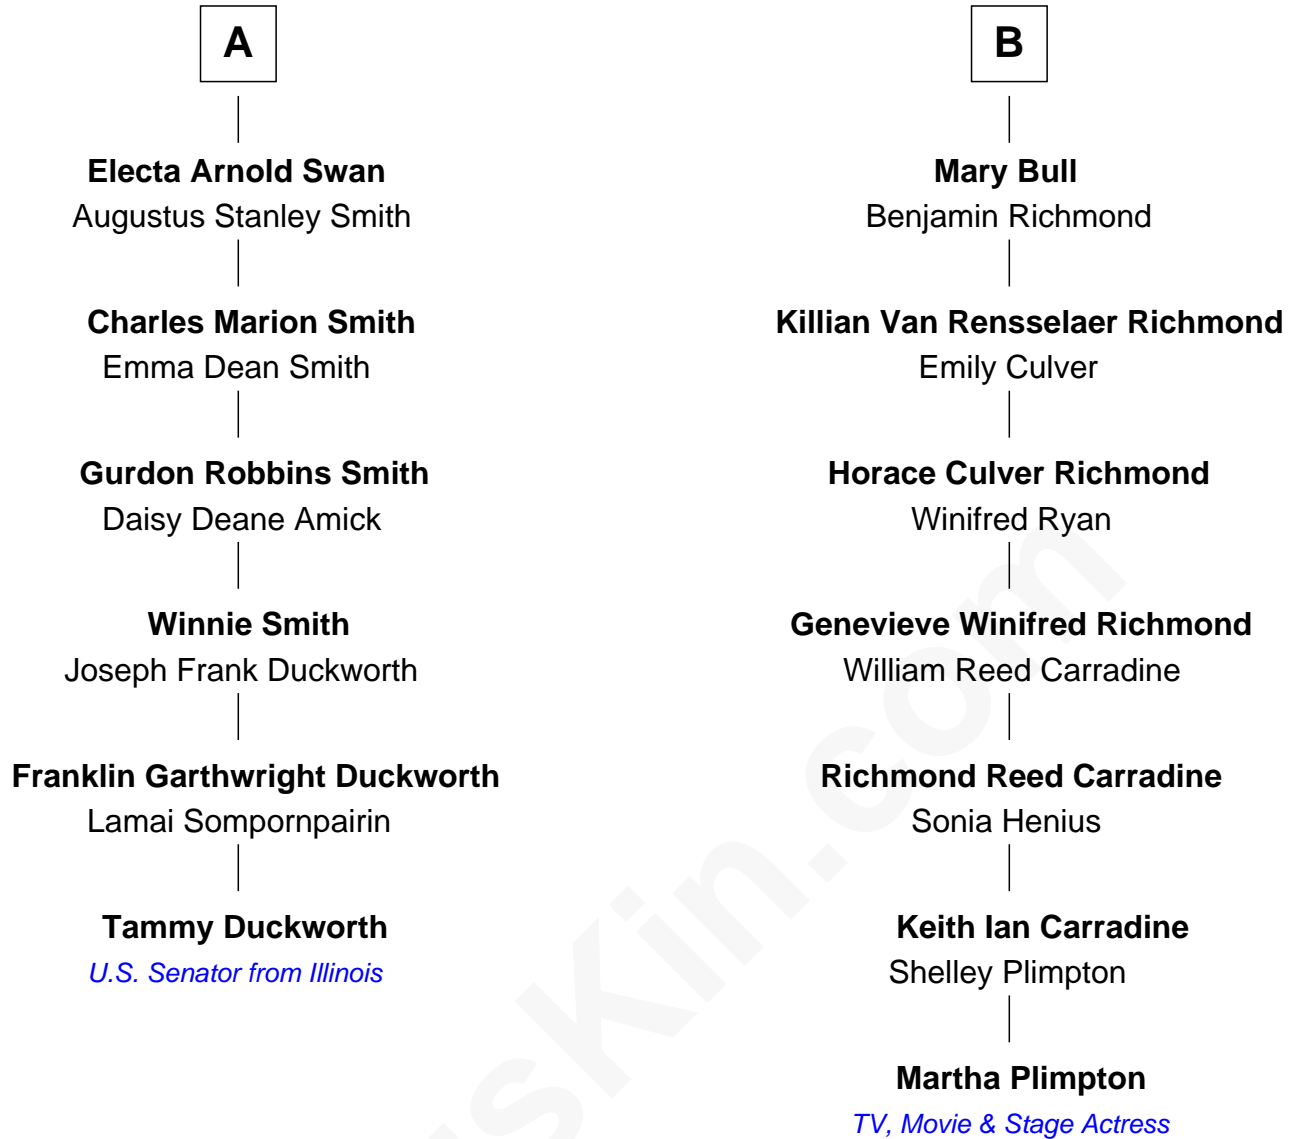 A
Electa Arnold Swan
Augustus Stanley Smith
Charles Marion Smith
Emma Dean Smith
Gurdon Robbins Smith
Daisy Deane Amick
Winnie Smith
Joseph Frank Duckworth
Franklin Garthwright Duckworth
Lamai Sompornpairin
Tammy Duckworth
U.S. Senator from Illinois
B
Mary Bull
Benjamin Richmond
Killian Van Rensselaer Richmond
Emily Culver
Horace Culver Richmond
Winifred Ryan
Genevieve Winifred Richmond
William Reed Carradine
Richmond Reed Carradine
Sonia Henius
Keith Ian Carradine
Shelley Plimpton
Martha Plimpton
TV, Movie & Stage Actress
usKin.com